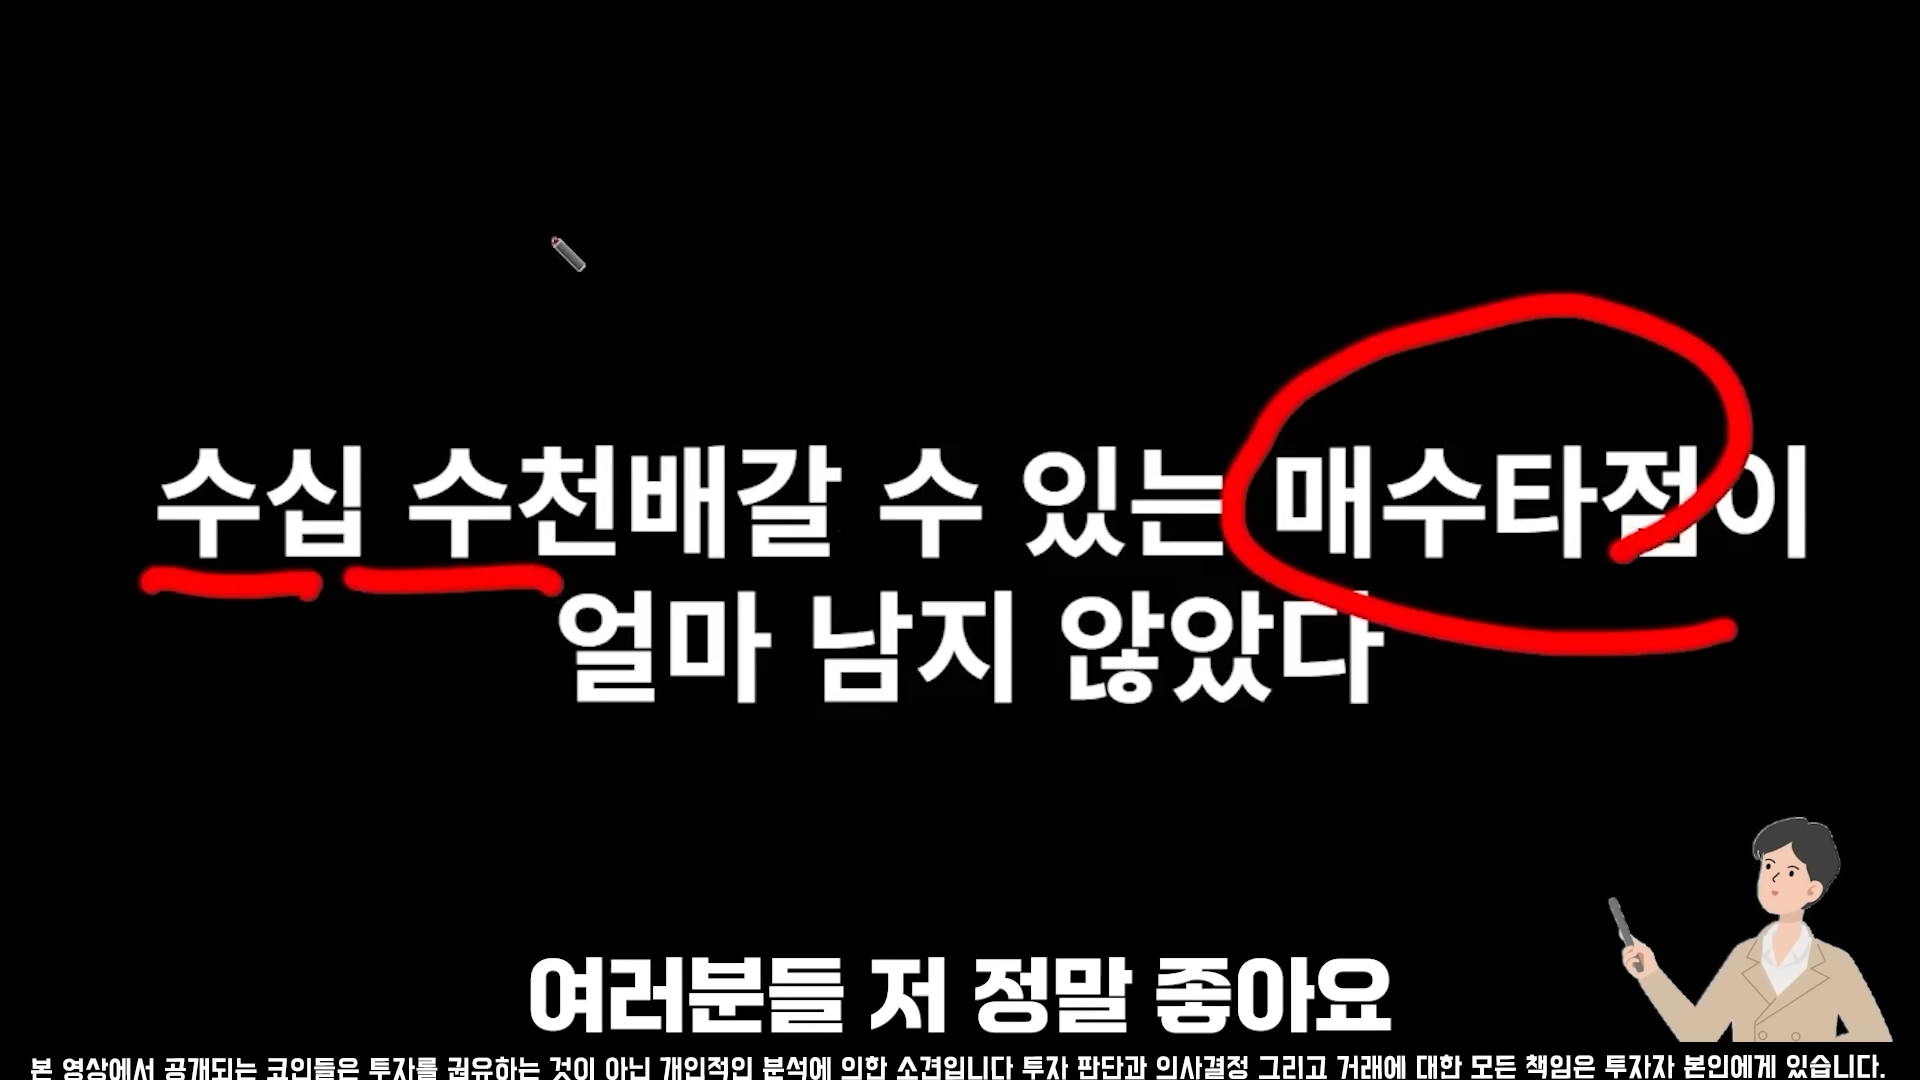 수십 수천배갈 수 있는 매수타점이
얼마 남지 않았다
여러분들 저 정말 좋아요
본 영상에서 공개되는 코인들은 투자를 권유하는 것이 아닌 개인적인 분석에 의한 소견입니다 투자 판단과 의사결정 그리고 거래에 대한 모든 책임은 투자자 본인에게 있습니다.